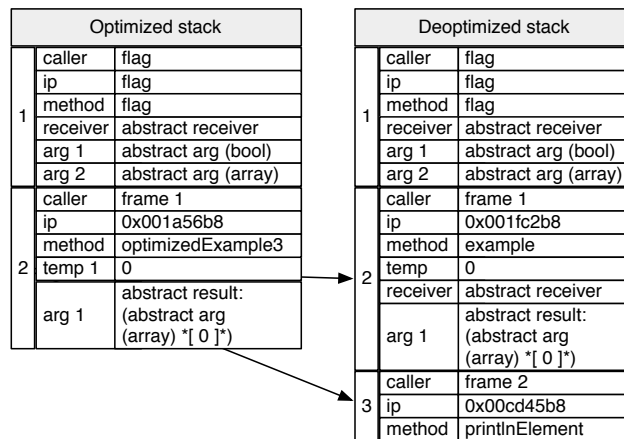 Optimized stack
1
caller flag
ip flag
method flag
receiver abstract receiver
arg 1 abstract arg (bool)
arg 2 abstract arg (array)
2
caller frame 1
ip 0x001a56b8
method optimizedExample3
temp 1 0
arg 1 abstract result:
(abstract arg
(array) *[ 0 ]*)
Deoptimized stack
1
caller flag
ip flag
method flag
receiver abstract receiver
arg 1 abstract arg (bool)
arg 2 abstract arg (array)
2
caller frame 1
ip 0x001fc2b8
method example
temp 0
receiver abstract receiver
arg 1 abstract result:
(abstract arg
(array) *[ 0 ]*)
3
caller frame 2
ip 0x00cd45b8
method printlnElement